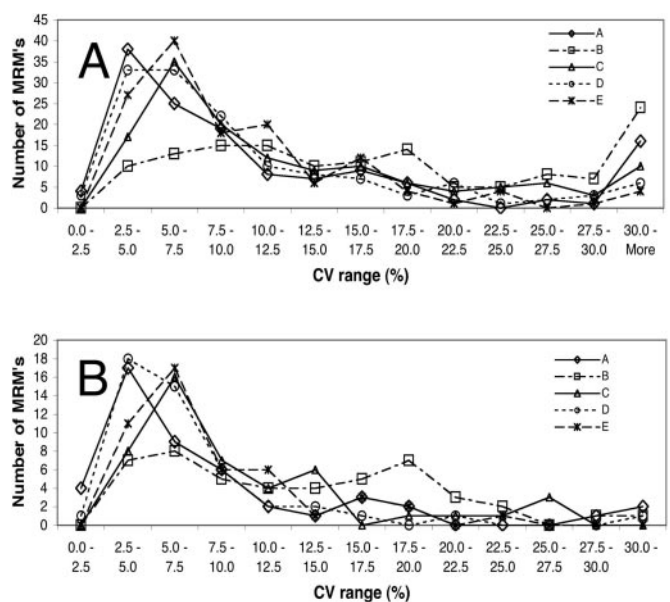 A
Number of MRM's
45
40
35
30
25
20
15
10
5
0
A
B
C
D
E
0.0 - 2.5 - 5.0 - 7.5 - 10.0 - 12.5 - 15.0 - 17.5 - 20.0 - 22.5 - 25.0 - 27.5 - 30.0 -
2.5 5.0 7.5 10.0 12.5 15.0 17.5 20.0 22.5 25.0 27.5 30.0 More
CV range (%)
B
Number of MRM's
20
18
16
14
12
10
8
6
4
2
0
A
B
C
D
E
0.0 - 2.5 - 5.0 - 7.5 - 10.0 - 12.5 - 15.0 - 17.5 - 20.0 - 22.5 - 25.0 - 27.5 - 30.0 -
2.5 5.0 7.5 10.0 12.5 15.0 17.5 20.0 22.5 25.0 27.5 30.0 More
CV range (%)